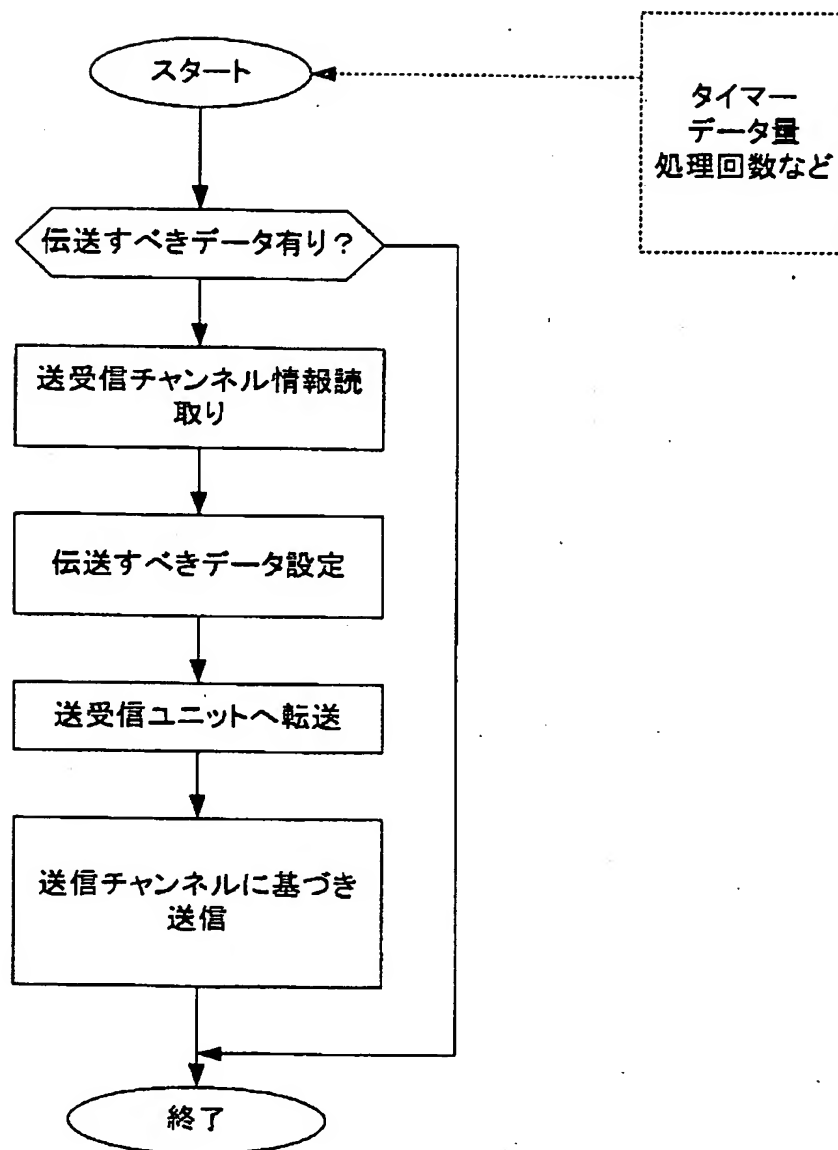 スタート
タイマー
データ量
処理回数など
伝送すべきデータ有り？
送受信チャンネル情報読
取り
伝送すべきデータ設定
送受信ユニットへ転送
送信チャンネルに基づき
送信
終了